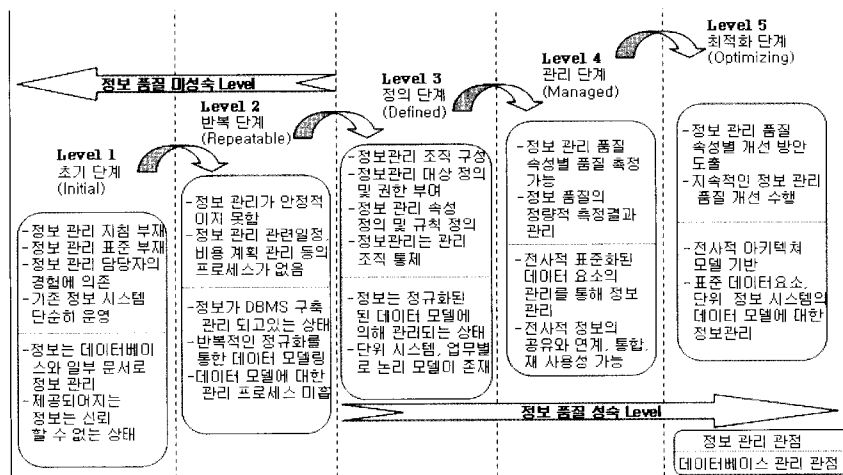 정보 품질 미성숙 Level
Level 1
초기 단계
(Initial)
-정보 관리 지침 부재
-정보 관리 표준 부재
-정보 관리 담당자의
경험에 의존
-기존 정보 시스템
단순히 운영
-정보는 데이터베이
스와 일부 문서로
정보 관리
-제공되어지는
정보는 신뢰
할 수 없는 상태
Level 2
반복 단계
(Repeatable)
-정보 관리가 안정적
이지 못함
-정보 관리 관련일정,
비용 계획 관리 등의
프로세스가 없음
-정보가 DBMS 구축
관리 되고있는 상태
-반복적인 정규화를
통한 데이터 모델링
-데이터 모델에 대한
관리 프로세스 미흡
Level 3
정의 단계
(Defined)
-정보관리 조직 구성
-정보관리 대상 정의
및 권한 부여
-정보 관리 속성
정의 및 규칙 정의
-정보관리는 관리
조직 통제
-정보는 정규화된
된 데이터 모델에
의해 관리되는 상태
-단위 시스템, 업무별
로 논리 모델이 존재
Level 4
관리 단계
(Managed)
-정보 관리 품질
속성별 품질 측정
가능
-정보 품질의
정량적 측정결과
관리
-전사적 표준화된
데이터 요소의
관리를 통해 정보
관리
-전사적 정보의
공유와 연계, 통합,
재 사용성 가능
Level 5
최적화 단계
(Optimizing)
-정보 관리 품질
속성별 개선 방안
도출
-지속적인 정보 관리
품질 개선 수행
-전사적 아키텍쳐
모델 기반
-표준 데이터요소,
단위 정보 시스템의
데이터 모델에 대한
정보관리
정보 품질 성숙 Level
정보 관리 관점
데이터베이스 관리 관점